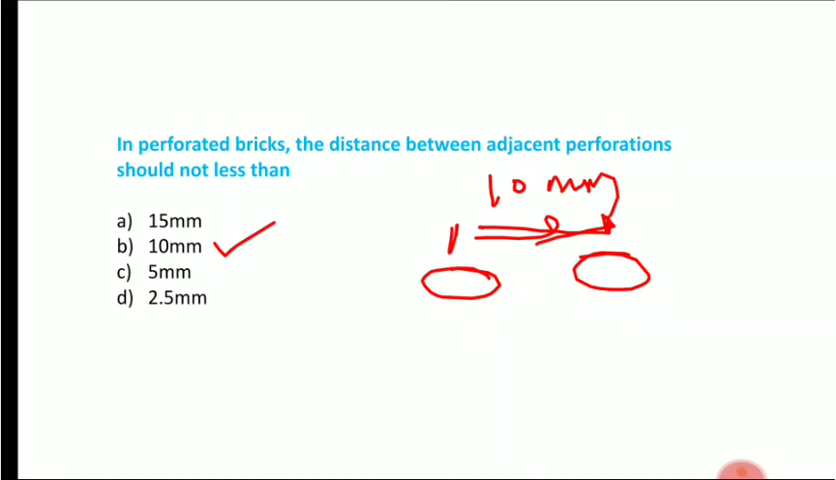 In perforated bricks, the distance between adjacent perforations
should not less than
10 mm
a) 15mm
b) 10mm
c) 5mm
d) 2.5mm